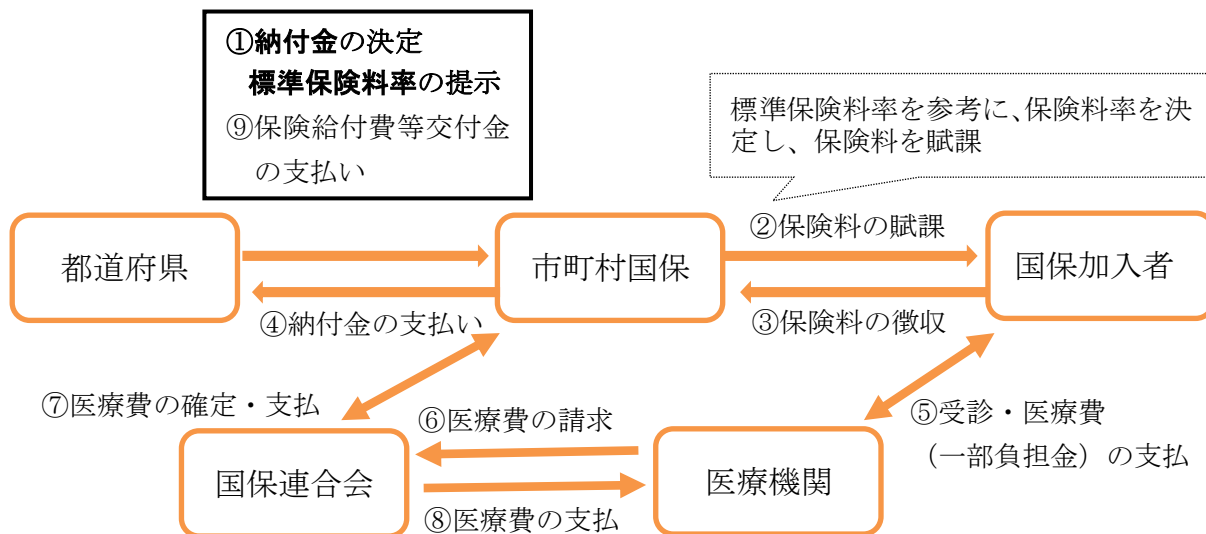 ①納付金の決定
標準保険料率の提示
⑨保険給付費等交付金
の支払い
標準保険料率を参考に、保険料率を決
定し、保険料を賦課
②保険料の賦課
都道府県
市町村国保
国保加入者
④納付金の支払い
③保険料の徴収
⑦医療費の確定・支払
⑥医療費の請求
⑤受診・医療費
（一部負担金）の支払
国保連合会
医療機関
⑧医療費の支払